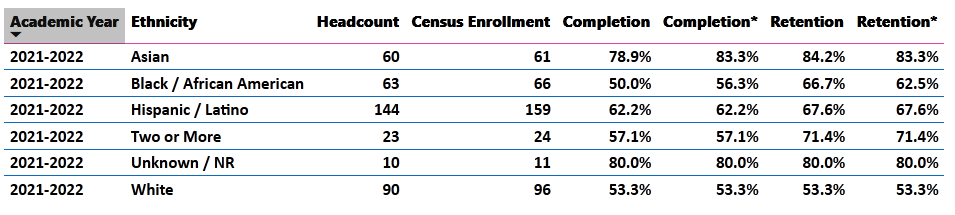 Academic Year Ethnicity Headcount Census Enrollment Completion Completion* Retention Retention*
2021-2022 Asian 60 61 78.9% 83.3% 84.2% 83.3%
2021-2022 Black / African American 63 66 50.0% 56.3% 66.7% 62.5%
2021-2022 Hispanic / Latino 144 159 62.2% 62.2% 67.6% 67.6%
2021-2022 Two or More 23 24 57.1% 57.1% 71.4% 71.4%
2021-2022 Unknown / NR 10 11 80.0% 80.0% 80.0% 80.0%
2021-2022 White 90 96 53.3% 53.3% 53.3% 53.3%